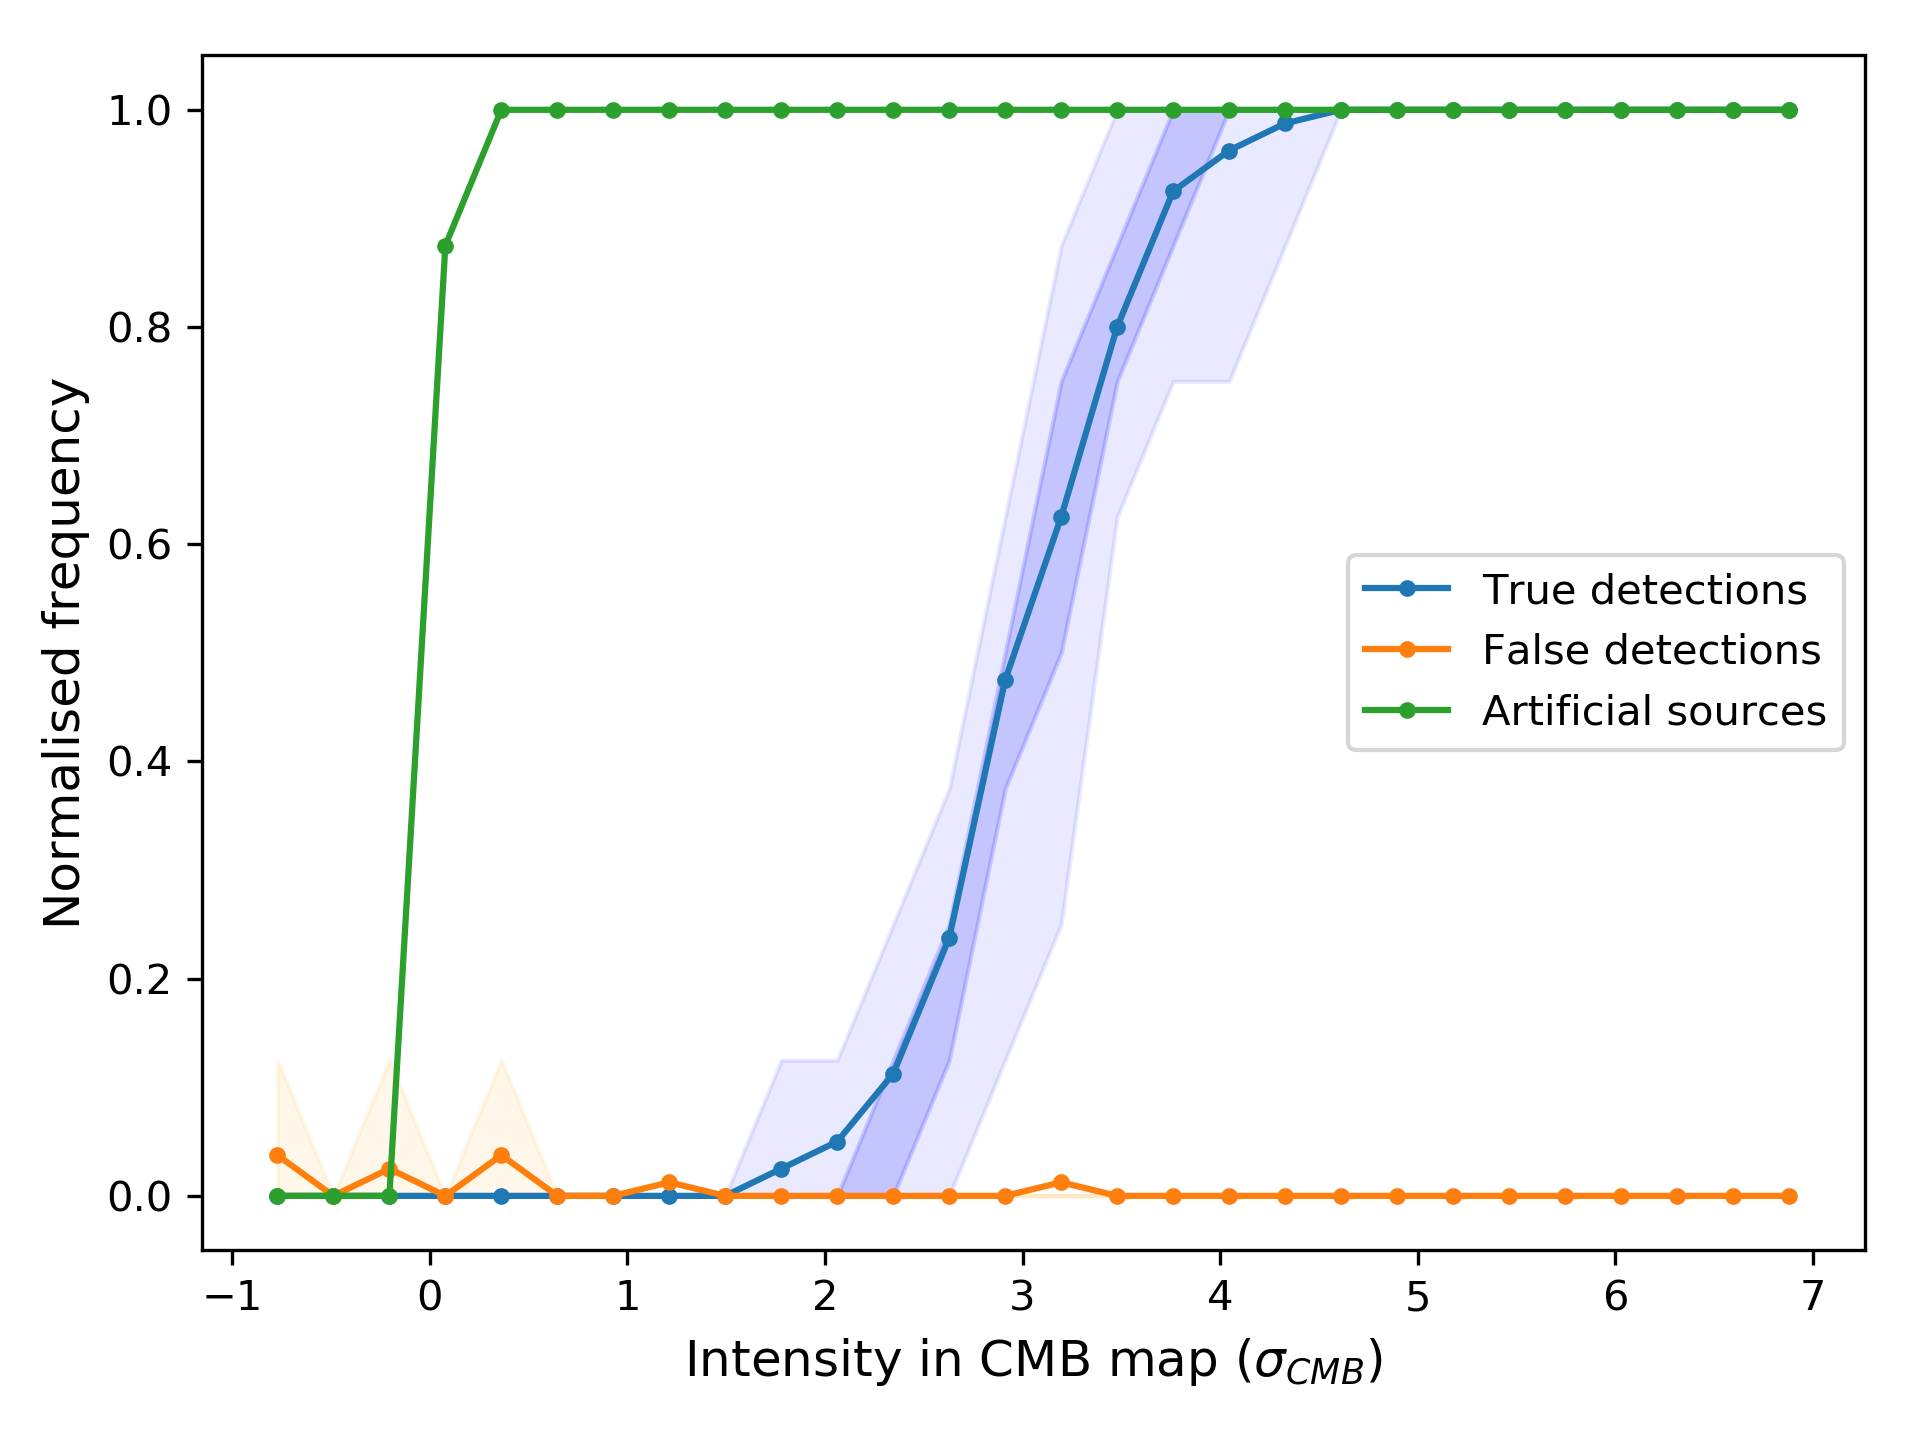 1.0
0.8
0.6
0.4
0.2
0.0
Normalised frequency
True detections
False detections
Artificial sources
−1 0 1 2 3 4 5 6 7
Intensity in CMB map (σ_CMB)